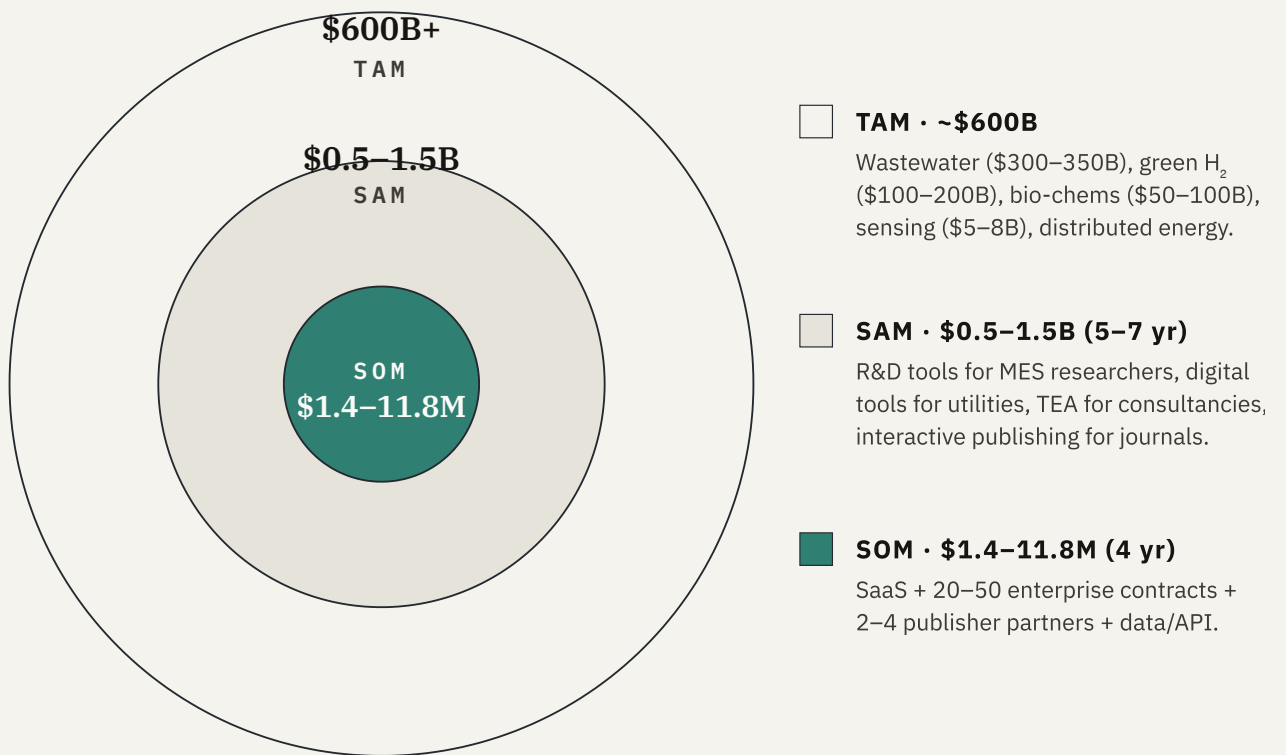 $600B+
TAM
$0.5–1.5B
SAM
SOM
$1.4–11.8M
TAM · ~$600B
Wastewater ($300–350B), green H₂
($100–200B), bio-chems ($50–100B),
sensing ($5–8B), distributed energy.
SAM · $0.5–1.5B (5–7 yr)
R&D tools for MES researchers, digital
tools for utilities, TEA for consultancies,
interactive publishing for journals.
SOM · $1.4–11.8M (4 yr)
SaaS + 20–50 enterprise contracts +
2–4 publisher partners + data/API.